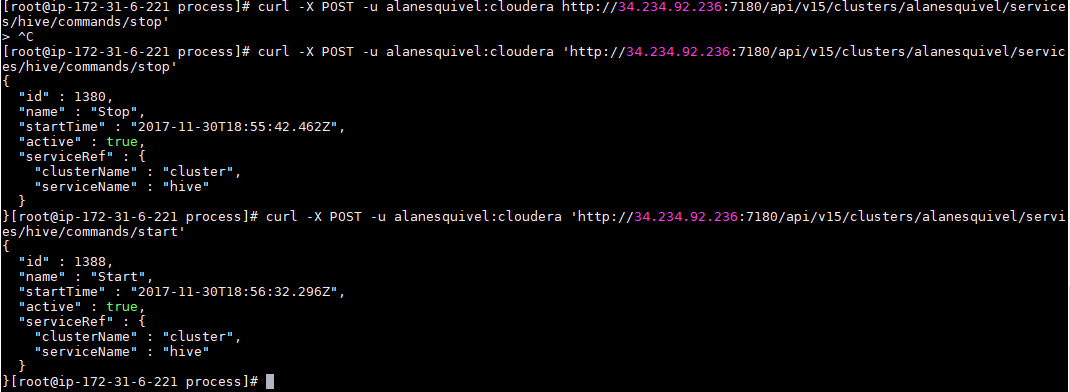 [root@ip-172-31-6-221 process]# curl -X POST -u alanesquivel:cloudera http://34.234.92.236:7180/api/v15/clusters/alanesquivel/service
s/hive/commands/stop'
> ^C
[root@ip-172-31-6-221 process]# curl -X POST -u alanesquivel:cloudera 'http://34.234.92.236:7180/api/v15/clusters/alanesquivel/servic
es/hive/commands/stop'
{
  "id" : 1380,
  "name" : "Stop",
  "startTime" : "2017-11-30T18:55:42.462Z",
  "active" : true,
  "serviceRef" : {
    "clusterName" : "cluster",
    "serviceName" : "hive"
  }
}[root@ip-172-31-6-221 process]# curl -X POST -u alanesquivel:cloudera 'http://34.234.92.236:7180/api/v15/clusters/alanesquivel/servi
es/hive/commands/start'
{
  "id" : 1388,
  "name" : "Start",
  "startTime" : "2017-11-30T18:56:32.296Z",
  "active" : true,
  "serviceRef" : {
    "clusterName" : "cluster",
    "serviceName" : "hive"
  }
}[root@ip-172-31-6-221 process]#